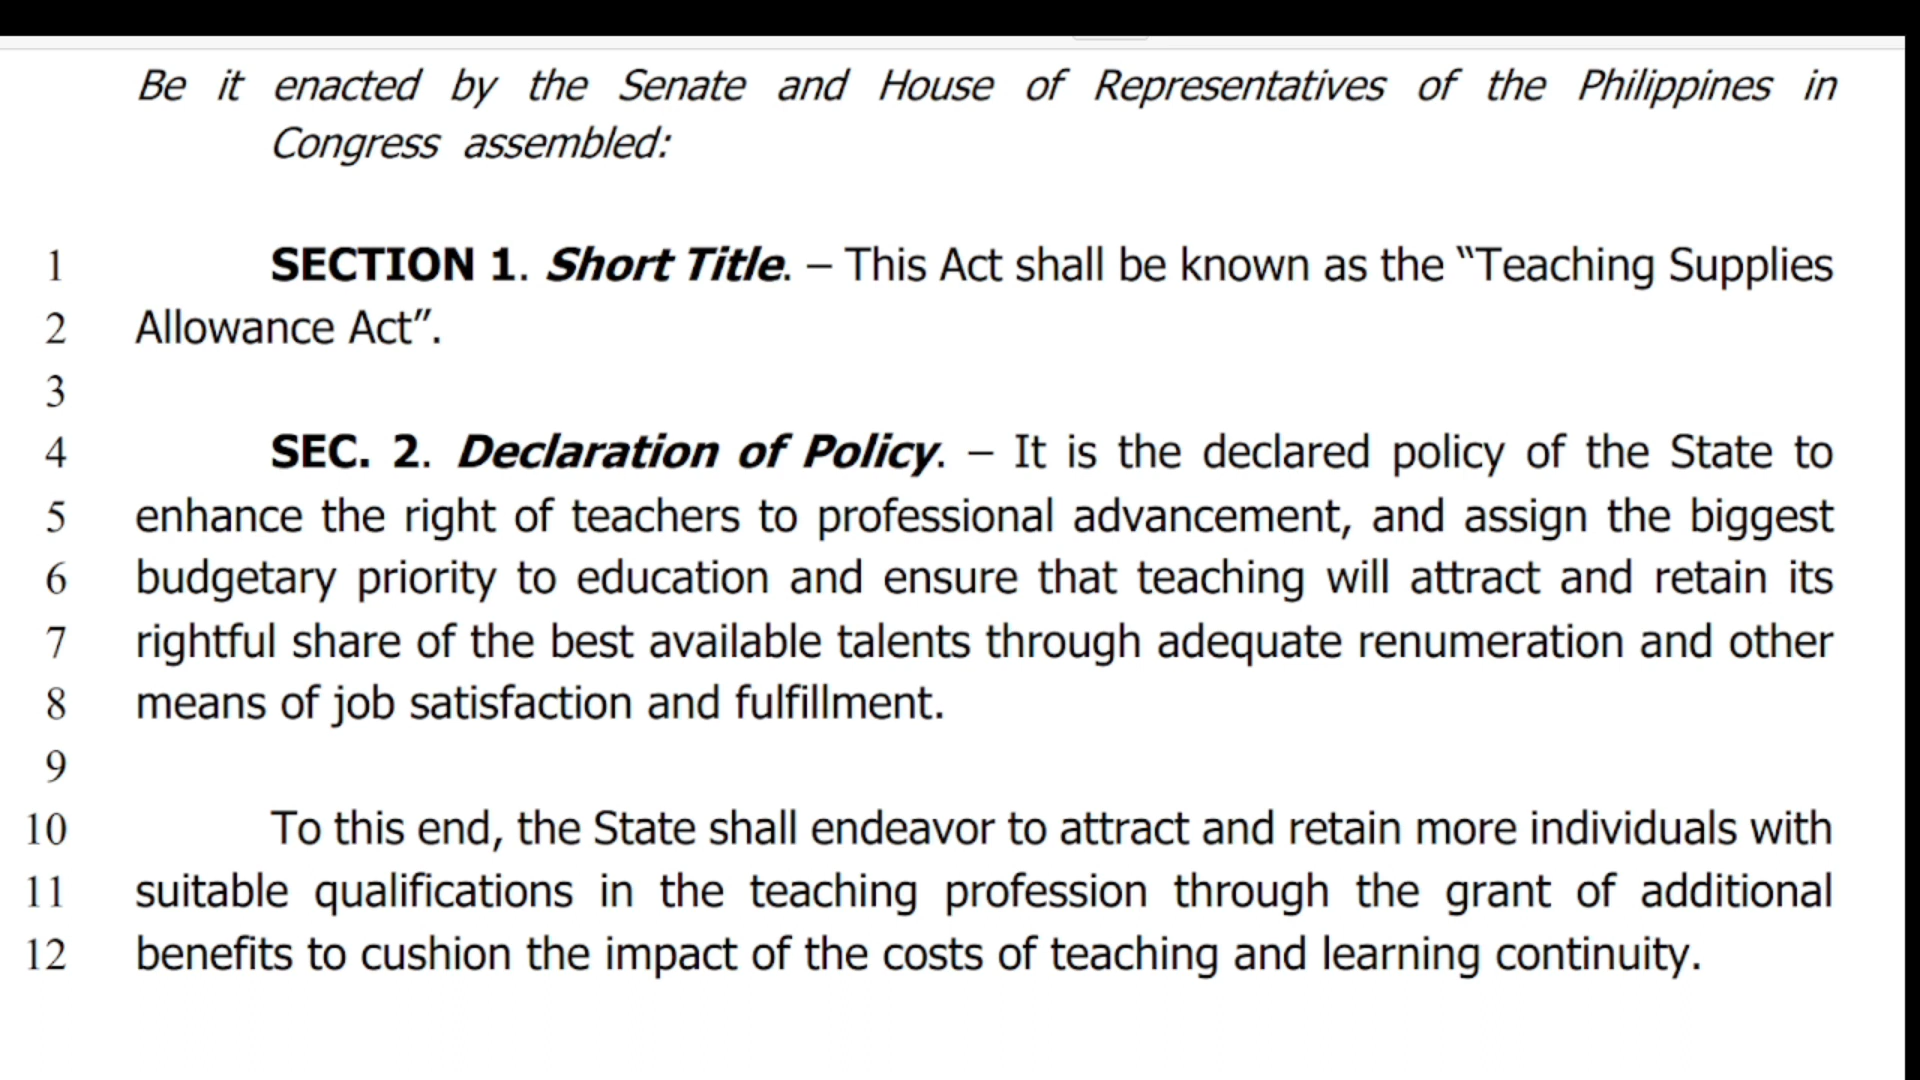 Be it enacted by the Senate and House of Representatives of the Philippines in
Congress assembled:
1 SECTION 1. Short Title. – This Act shall be known as the “Teaching Supplies
2 Allowance Act”.
3
4 SEC. 2. Declaration of Policy. – It is the declared policy of the State to
5 enhance the right of teachers to professional advancement, and assign the biggest
6 budgetary priority to education and ensure that teaching will attract and retain its
7 rightful share of the best available talents through adequate renumeration and other
8 means of job satisfaction and fulfillment.
9
10 To this end, the State shall endeavor to attract and retain more individuals with
11 suitable qualifications in the teaching profession through the grant of additional
12 benefits to cushion the impact of the costs of teaching and learning continuity.